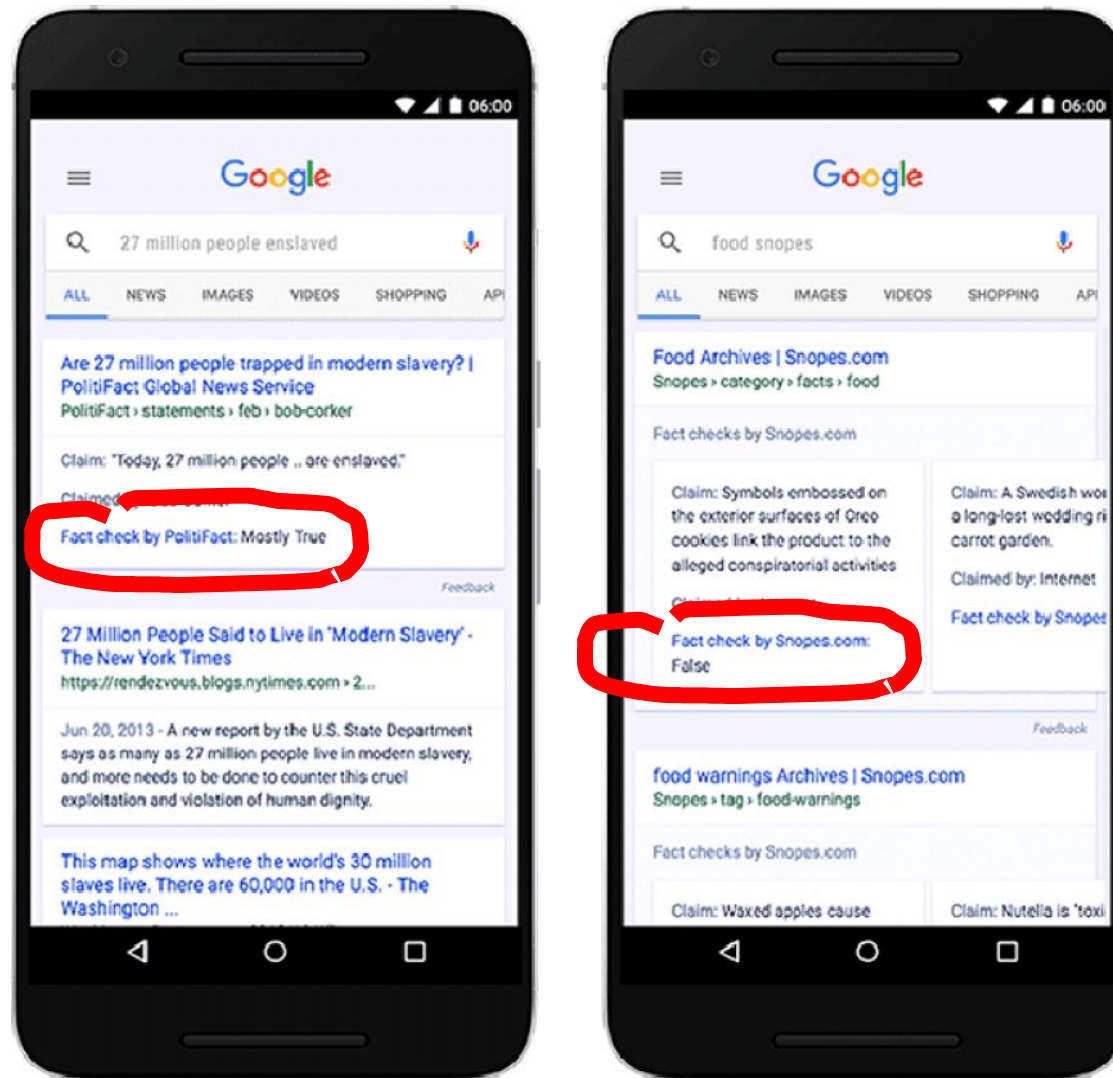 06:00
Google
27 million people enslaved
ALL NEWS IMAGES VIDEOS SHOPPING AP
Are 27 million people trapped in modern slavery? |
PolitiFact Global News Service
PolitiFact › statements › feb › bob-corker
Claim: "Today, 27 million people .. are enslaved."
Claimed
Fact check by PolitiFact: Mostly True
Feedback
27 Million People Said to Live in 'Modern Slavery' -
The New York Times
https://rendezvous.blogs.nytimes.com › 2...
Jun 20, 2013 - A new report by the U.S. State Department
says as many as 27 million people live in modern slavery,
and more needs to be done to counter this cruel
exploitation and violation of human dignity.
This map shows where the world's 30 million
slaves live. There are 60,000 in the U.S. - The
Washington ...
06:00
Google
food snopes
ALL NEWS IMAGES VIDEOS SHOPPING AP
Food Archives | Snopes.com
Snopes › category › facts › food
Fact checks by Snopes.com
Claim: Symbols embossed on
the exterior surfaces of Oreo
cookies link the product to the
alleged conspiratorial activities
Fact check by Snopes.com:
False
Claim: A Swedish wo
a long-lost wedding ri
carrot garden.
Claimed by: Internet
Fact check by Snopes
Feedback
food warnings Archives | Snopes.com
Snopes › tag › food-warnings
Fact checks by Snopes.com
Claim: Waxed apples cause
Claim: Nutella is "toxi